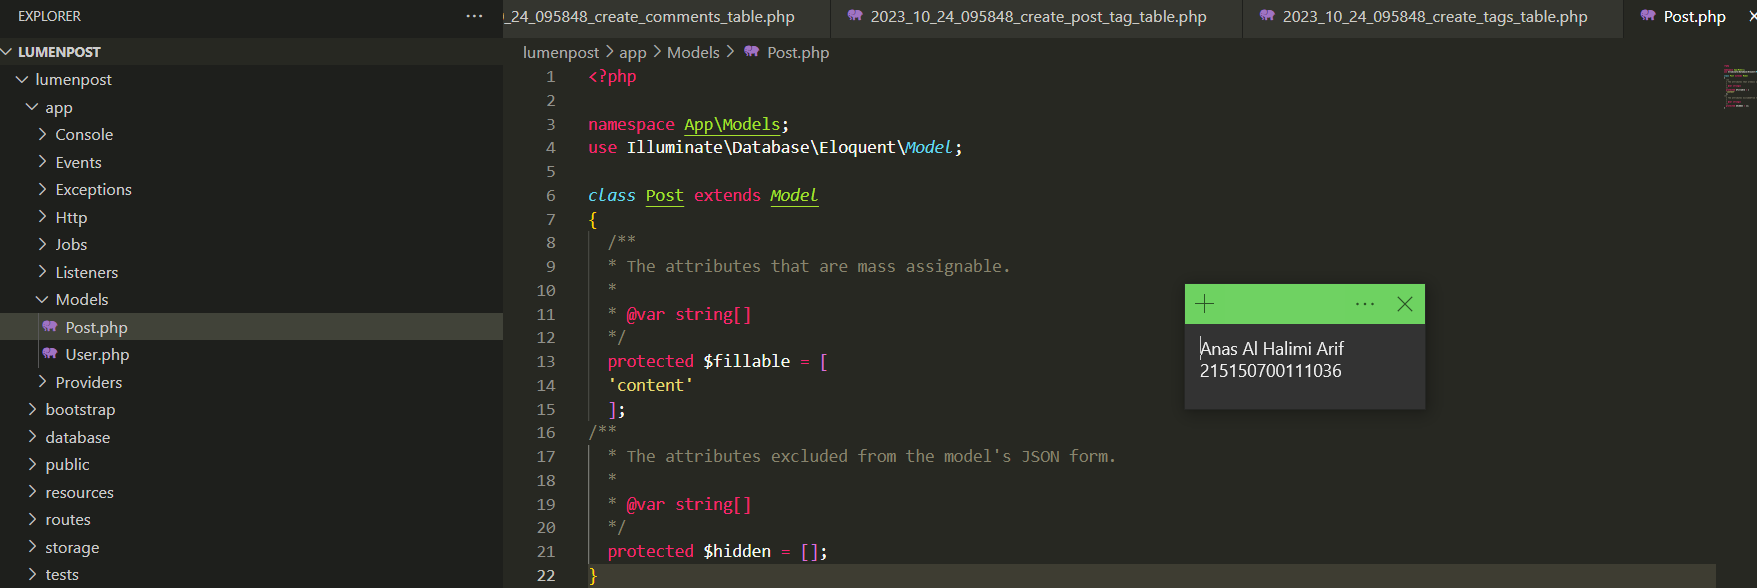 EXPLORER
LUMENPOST
lumenpost
app
Console
Events
Exceptions
Http
Jobs
Listeners
Models
Post.php
User.php
Providers
bootstrap
database
public
resources
routes
storage
tests
_24_095848_create_comments_table.php
2023_10_24_095848_create_post_tag_table.php
2023_10_24_095848_create_tags_table.php
Post.php
lumenpost > app > Models > Post.php
1 <?php
2
3 namespace App\Models;
4 use Illuminate\Database\Eloquent\Model;
5
6 class Post extends Model
7 {
8 /**
9 * The attributes that are mass assignable.
10 *
11 * @var string[]
12 */
13 protected $fillable = [
14 'content'
15 ];
16 /**
17 * The attributes excluded from the model's JSON form.
18 *
19 * @var string[]
20 */
21 protected $hidden = [];
22 }
Anas Al Halimi Arif
215150700111036